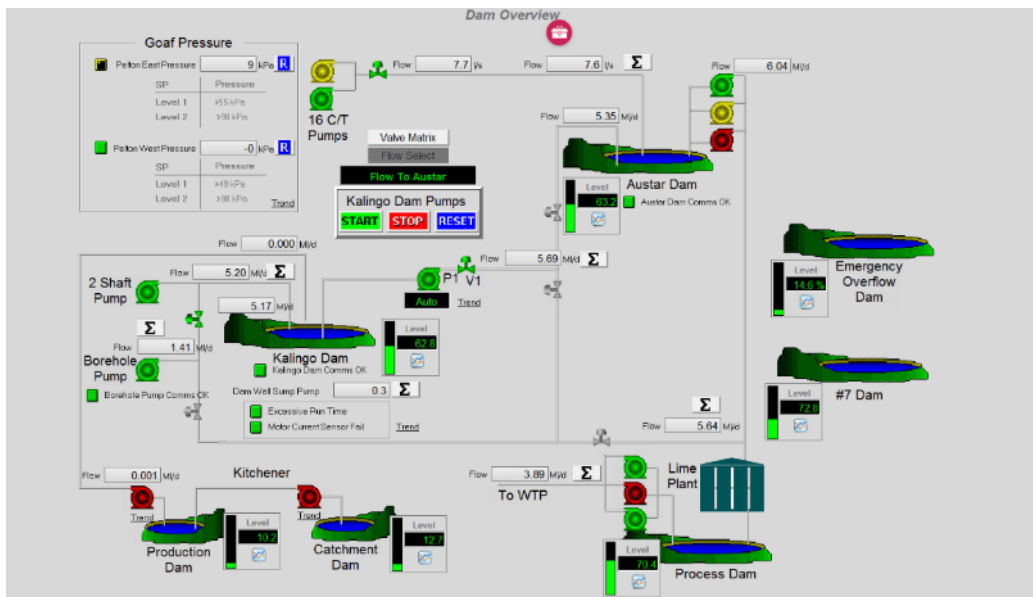 Dam Overview
Goaf Pressure
Pelton East Pressure 9 kPa R
SP Pressure
Level 1 >55 kPa
Level 2 >90 kPa
Pelton West Pressure -0 kPa R
SP Pressure
Level 1 >49 kPa
Level 2 >90 kPa
Trend
Flow 7.7 l/s
Flow 7.6 l/s Σ
Flow 6.04 Ml/d
16 C/T
Pumps
Valve Matrix
Flow Select
Flow To Austar
Kalingo Dam Pumps
START STOP RESET
Flow 5.35 Ml/d
Austar Dam
Level
63.2
Austar Dam Comms OK
Flow 0.000 Ml/d
Flow 5.20 Ml/d Σ
2 Shaft
Pump
5.17 Ml/d
P1 V1
Auto
Trend
Flow 5.69 Ml/d Σ
Level
14.6 %
Emergency
Overflow
Dam
Σ
Flow 1.41 Ml/d
Borehole
Pump
Borehole Pump Comms OK
Kalingo Dam
Kalingo Dam Comms OK
Level
62.8
Dam Well Sump Pump 0.3 Σ
Excessive Run Time
Motor Current Sensor Fail
Trend
Level
72.8
#7 Dam
Σ
Flow 5.64 Ml/d
Flow 0.001 Ml/d
Kitchener
Trend
Production
Dam
Level
10.2
Trend
Catchment
Dam
Level
12.7
Flow 3.89 Ml/d Σ
To WTP
Lime
Plant
Level
70.4
Process Dam